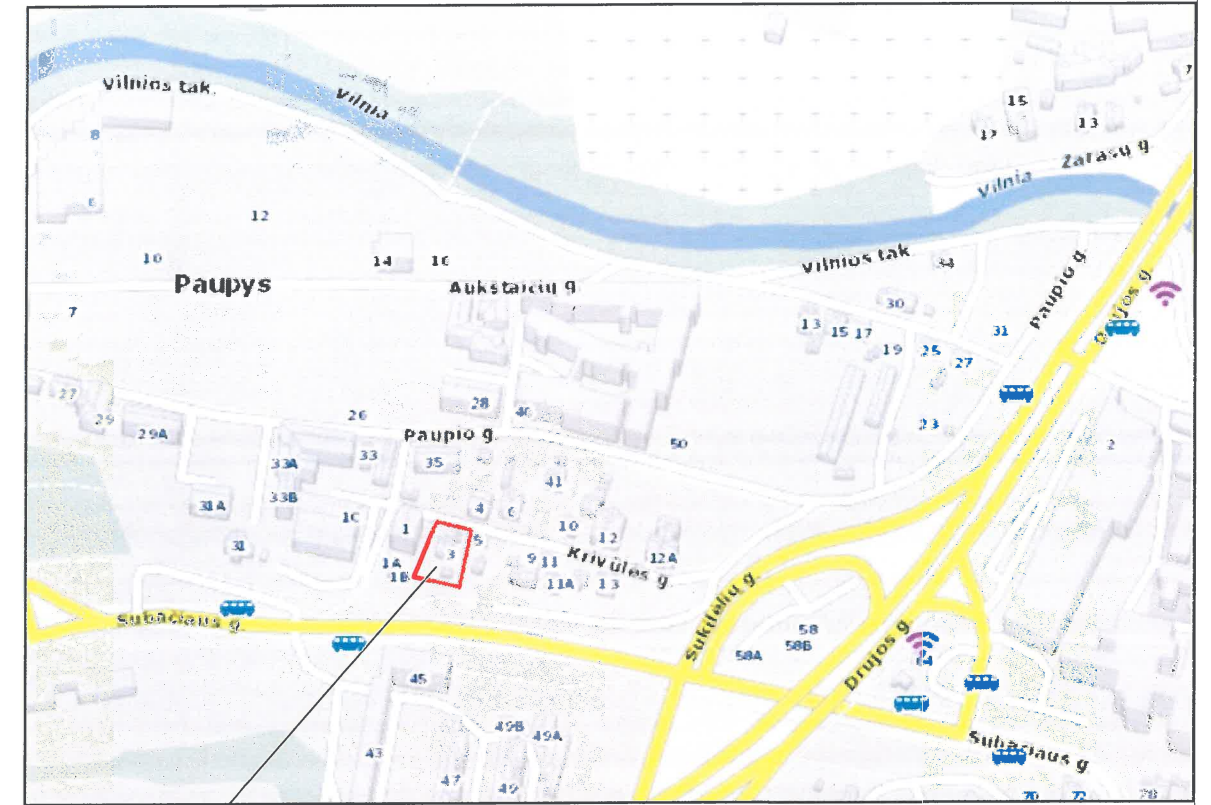 Vilnios tak.
Vilnia
8
6
12
10
14
16
Paupys
Aukštaičių g.
7
15
13
17
7
Žarasų g.
Vilnia
Vilnios tak.
34
Paupio g.
Drujos g.
30
13
15
17
19
25
27
31
23
2
27
29
29A
26
28
40
Paupio g.
50
33A
33
35
33B
31A
31
1C
1
1A
1B
3
4
6
5
41
10
12
12A
Krivūlės g.
9
11
11A
13
Subačiaus g.
Sukilėlių g.
Drujos g.
58
58A
58B
45
43
49B
49A
47
49
Subačiaus g.
70
72
78